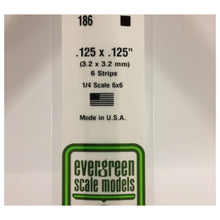 186
.125 x .125"
(3.2 x 3.2 mm)
6 Strips
1/4 Scale 6x6
Made in U.S.A.
evergreen
scale models